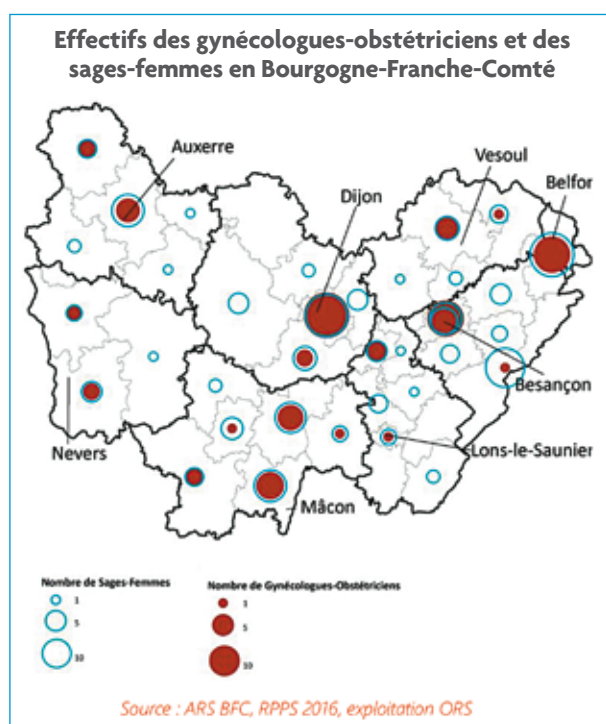 Effectifs des gynécologues-obstétriciens et des
sages-femmes en Bourgogne-Franche-Comté
Auxerre
Vesoul
Belfor
Dijon
Besançon
Nevers
Lons-le-Saunier
Mâcon
Nombre de Sages-Femmes
1
5
10
Nombre de Gynécologues-Obstétriciens
1
5
10
Source : ARS BFC, RPPS 2016, exploitation ORS